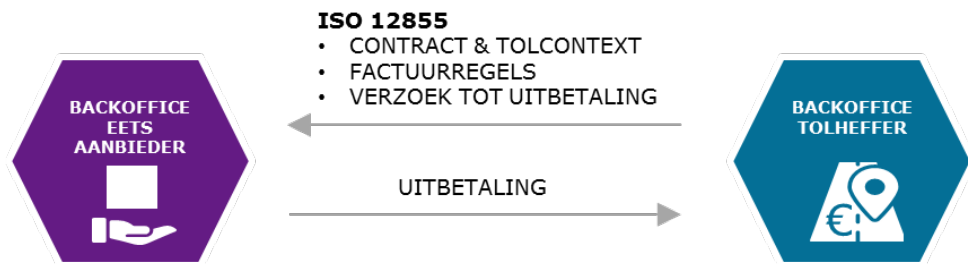 ISO 12855
• CONTRACT & TOLCONTEXT
• FACTUURREGELS
• VERZOEK TOT UITBETALING
BACKOFFICE
EETS
AANBIEDER
BACKOFFICE
TOLHEFFER
UITBETALING
€